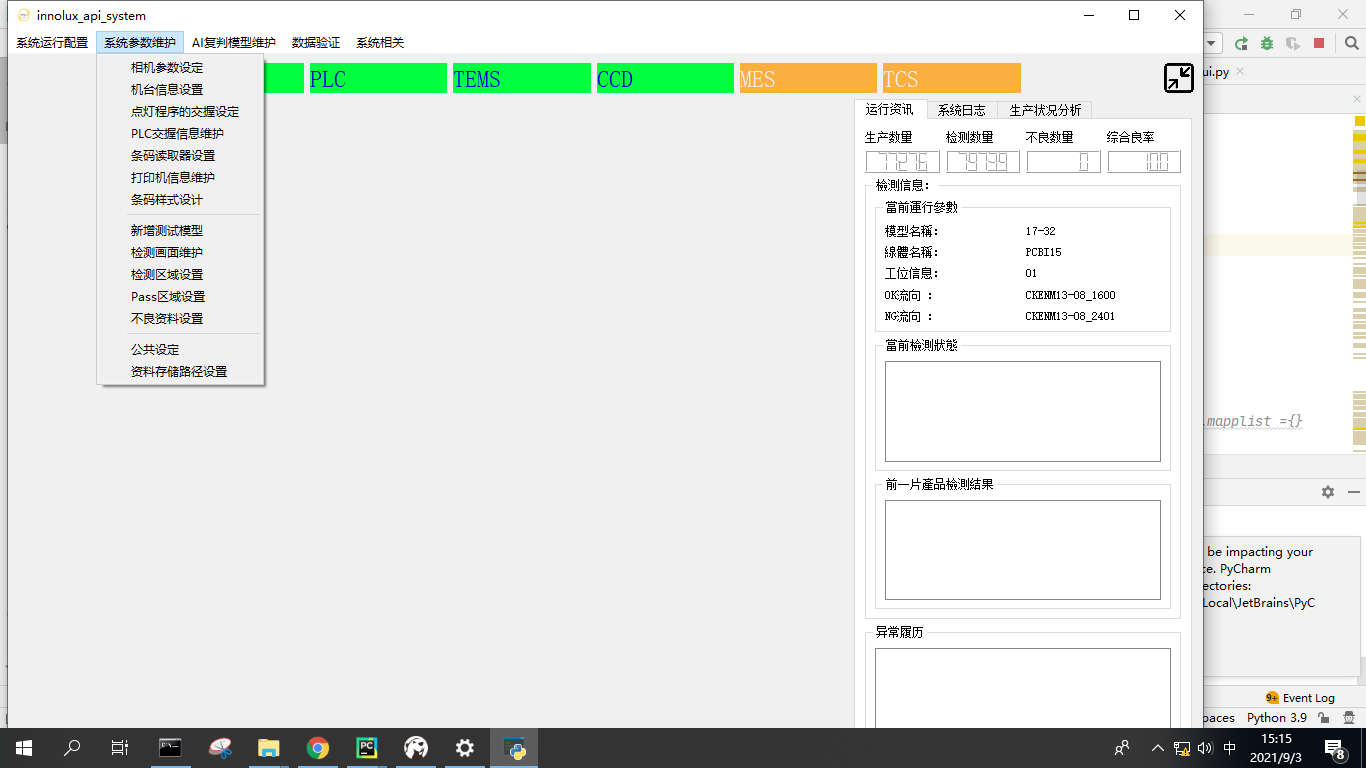 innolux_api_system
系统运行配置 系统参数维护 AI复判模型维护 数据验证 系统相关
相机参数设定
机台信息设置
点灯程序的交握设定
PLC交握信息维护
条码读取器设置
打印机信息维护
条码样式设计
新增测试模型
检测画面维护
检测区域设置
Pass区域设置
不良资料设置
公共设定
资料存储路径设置
PLC TEMS CCD MES TCS
运行资讯 系统日志 生产状况分析
生产数量 检测数量 不良数量 综合良率
77276 79799 0 100
檢測信息:
當前運行參數
模型名稱: 17-32
線體名稱: PCBI15
工位信息: 01
OK流向 : CKENM13-08_1600
NG流向 : CKENM13-08_2401
當前檢測狀態
前一片產品檢測結果
异常履历
ui.py
.mapplist ={}
be impacting your
ce. PyCharm
ectories:
Local\JetBrains\PyC
9+ Event Log
paces Python 3.9
中
15:15
2021/9/3
8